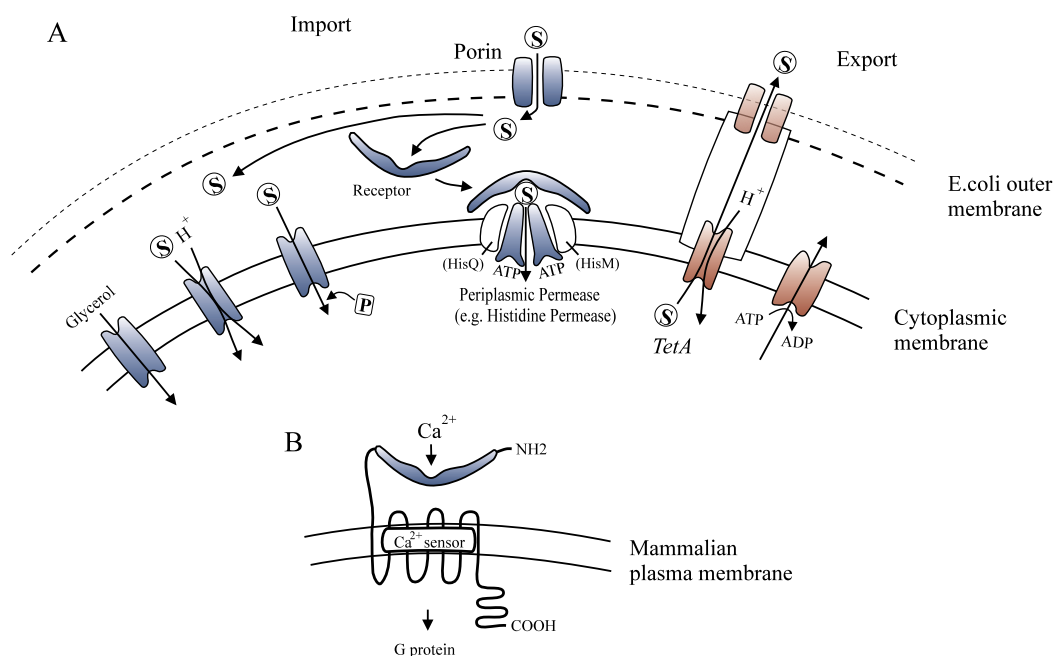 A
Import
Porin
S
Export
S
S
S
Receptor
S
S
H+
S
Glycerol
P
S
(HisQ)
ATP
ATP
(HisM)
Periplasmic Permease
(e.g. Histidine Permease)
H+
S
TetA
ATP
ADP
E.coli outer
membrane
Cytoplasmic
membrane
B
Ca2+
NH2
Ca2+ sensor
Mammalian
plasma membrane
COOH
G protein